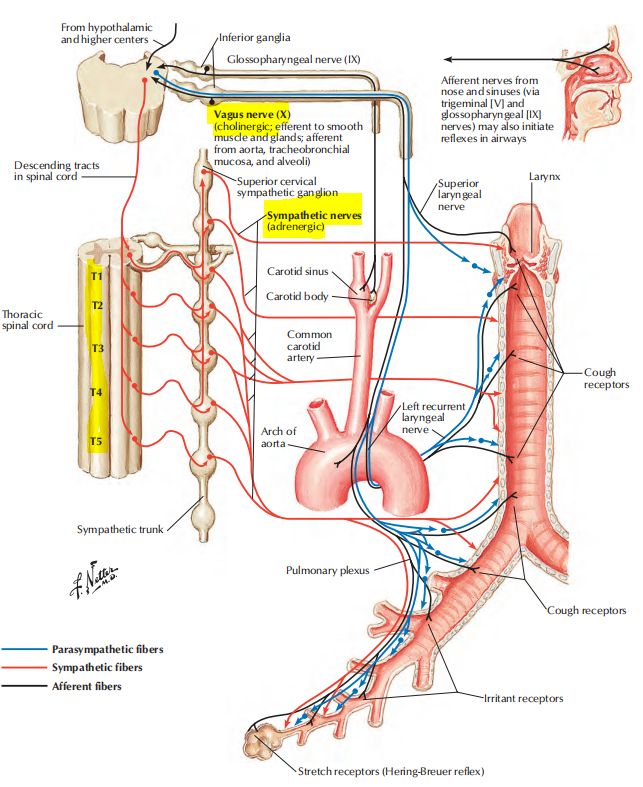 From hypothalamic
and higher centers
Inferior ganglia
Glossopharyngeal nerve (IX)
Vagus nerve (X)
(cholinergic; efferent to smooth
muscle and glands; afferent
from aorta, tracheobronchial
mucosa, and alveoli)
Afferent nerves from
nose and sinuses (via
trigeminal [V] and
glossopharyngeal [IX]
nerves) may also initiate
reflexes in airways
Descending tracts
in spinal cord
Superior cervical
sympathetic ganglion
Superior
laryngeal
nerve
Larynx
Sympathetic nerves
(adrenergic)
T1
T2
T3
T4
T5
Thoracic
spinal cord
Carotid sinus
Carotid body
Common
carotid
artery
Cough
receptors
Left recurrent
laryngeal
nerve
Arch of
aorta
Sympathetic trunk
Pulmonary plexus
F. Netter
M.D.
Cough receptors
Parasympathetic fibers
Sympathetic fibers
Afferent fibers
Irritant receptors
Stretch receptors (Hering-Breuer reflex)